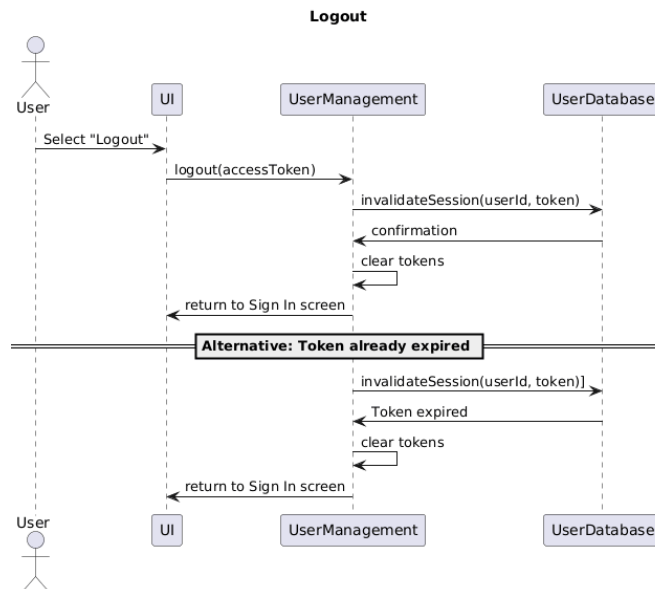 Logout
User
UI
UserManagement
UserDatabase
Select "Logout"
logout(accessToken)
invalidateSession(userId, token)
confirmation
clear tokens
return to Sign In screen
Alternative: Token already expired
invalidateSession(userId, token)]
Token expired
clear tokens
return to Sign In screen
User
UI
UserManagement
UserDatabase